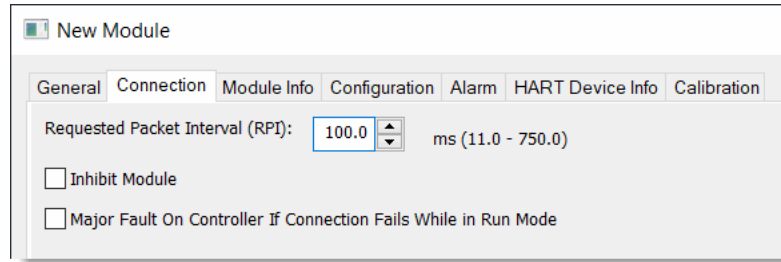 New Module
General Connection Module Info Configuration Alarm HART Device Info Calibration
Requested Packet Interval (RPI): 100.0 ms (11.0 - 750.0)
Inhibit Module
Major Fault On Controller If Connection Fails While in Run Mode